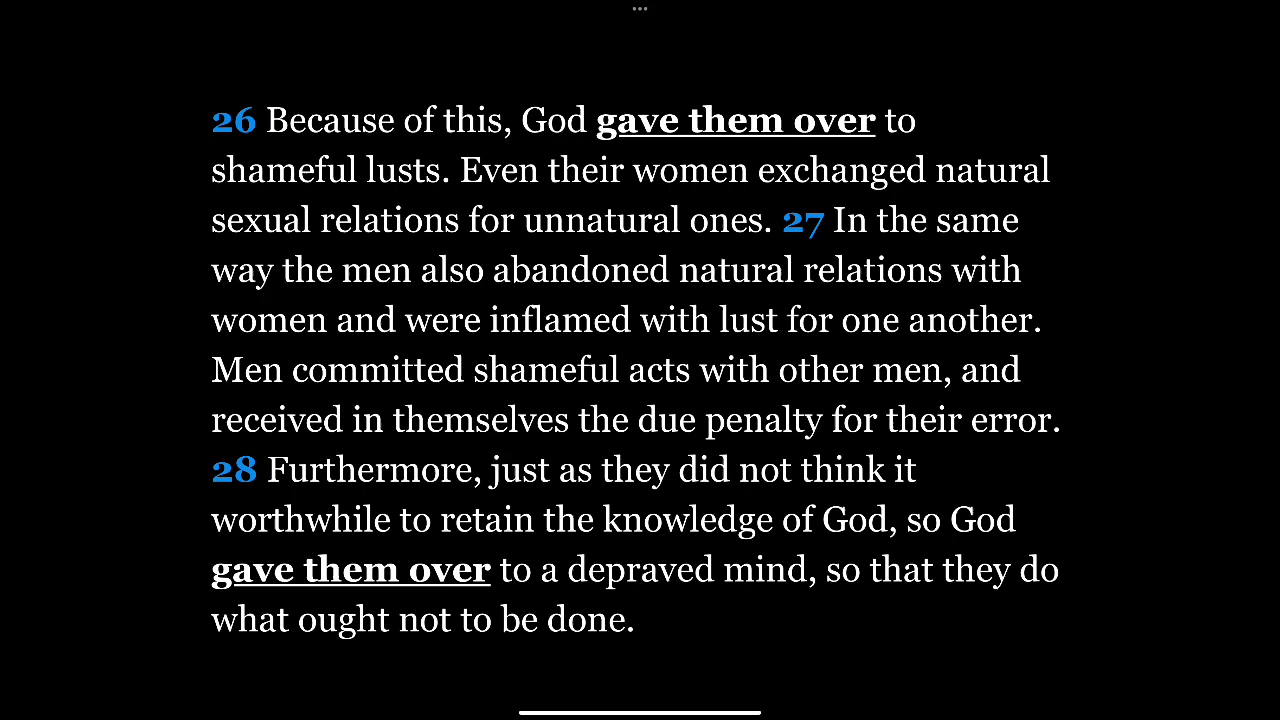 26 Because of this, God gave them over to
shameful lusts. Even their women exchanged natural
sexual relations for unnatural ones. 27 In the same
way the men also abandoned natural relations with
women and were inflamed with lust for one another.
Men committed shameful acts with other men, and
received in themselves the due penalty for their error.
28 Furthermore, just as they did not think it
worthwhile to retain the knowledge of God, so God
gave them over to a depraved mind, so that they do
what ought not to be done.